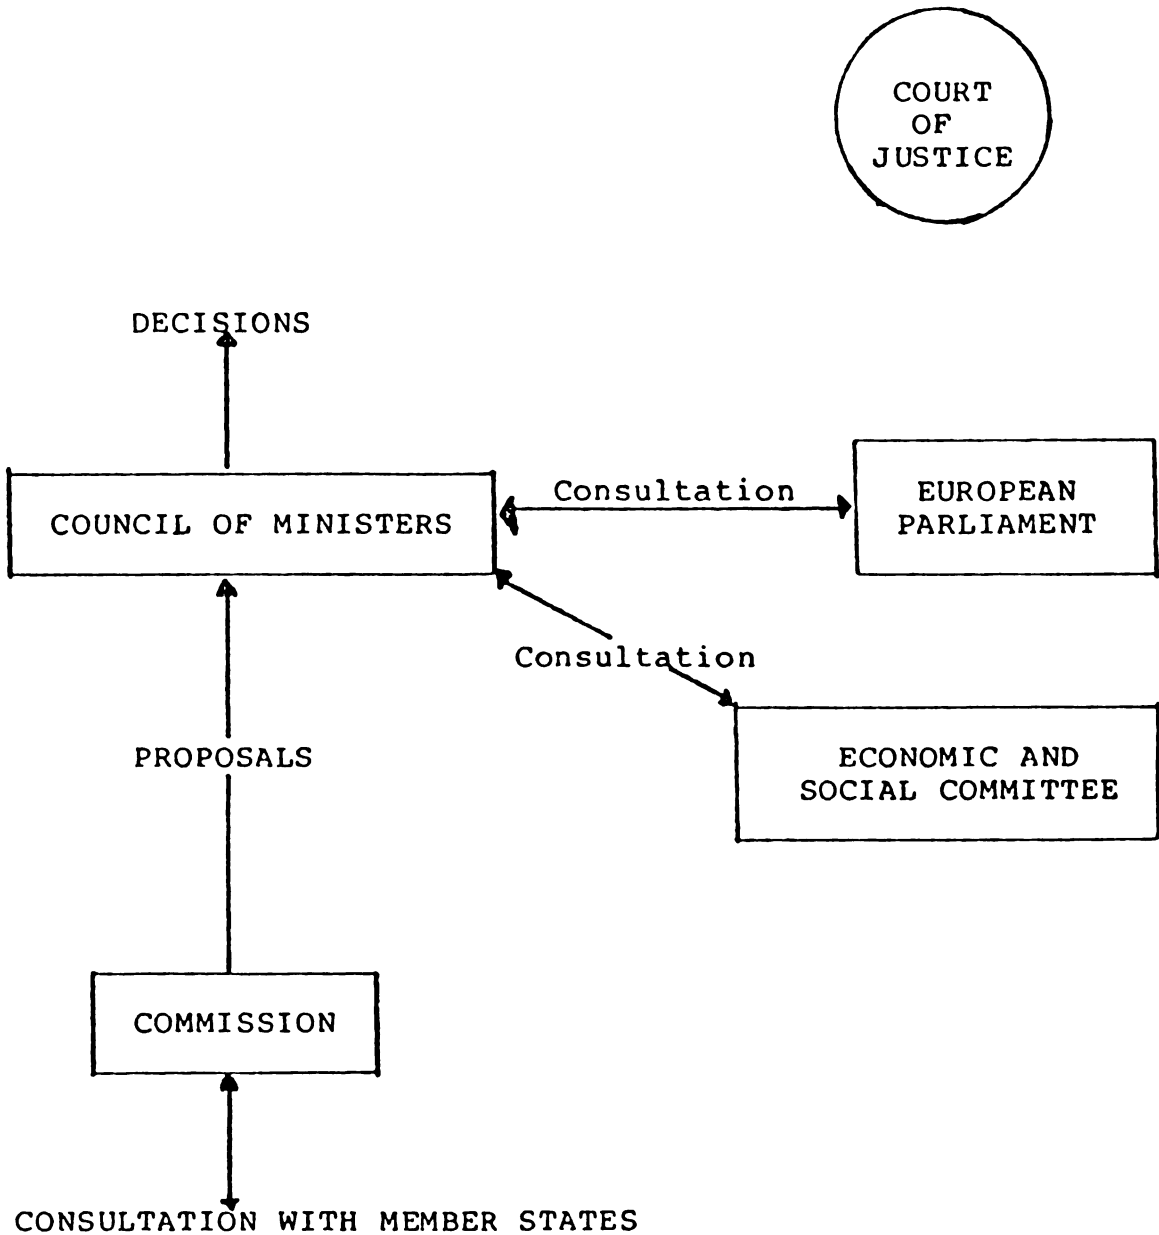 COURT
OF
JUSTICE
DECISIONS
COUNCIL OF MINISTERS
Consultation
EUROPEAN
PARLIAMENT
Consultation
PROPOSALS
ECONOMIC AND
SOCIAL COMMITTEE
COMMISSION
CONSULTATION WITH MEMBER STATES